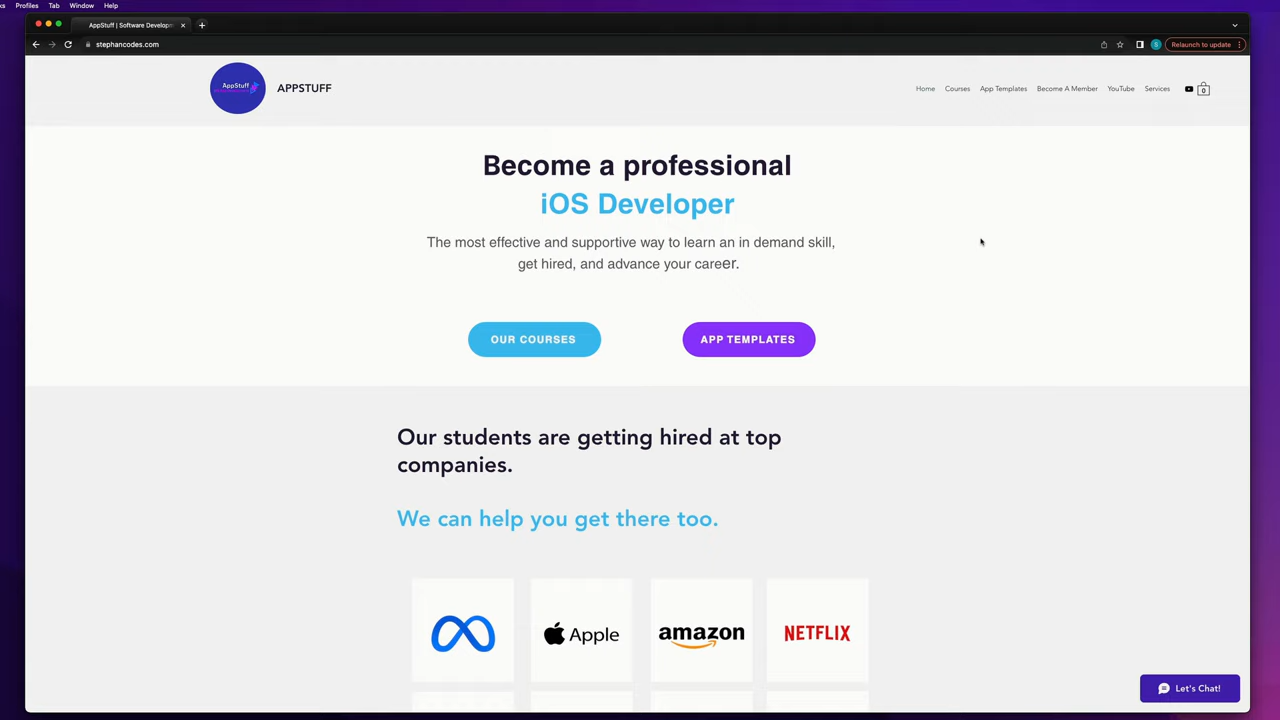 Profiles Tab Window Help
AppStuff | Software Develop
stephancodes.com
S
Relaunch to update
AppStuff
APPSTUFF
Home Courses App Templates Become A Member YouTube Services
0
Become a professional
iOS Developer
The most effective and supportive way to learn an in demand skill,
get hired, and advance your career.
OUR COURSES APP TEMPLATES
Our students are getting hired at top
companies.
We can help you get there too.
Apple amazon NETFLIX
Let's Chat!